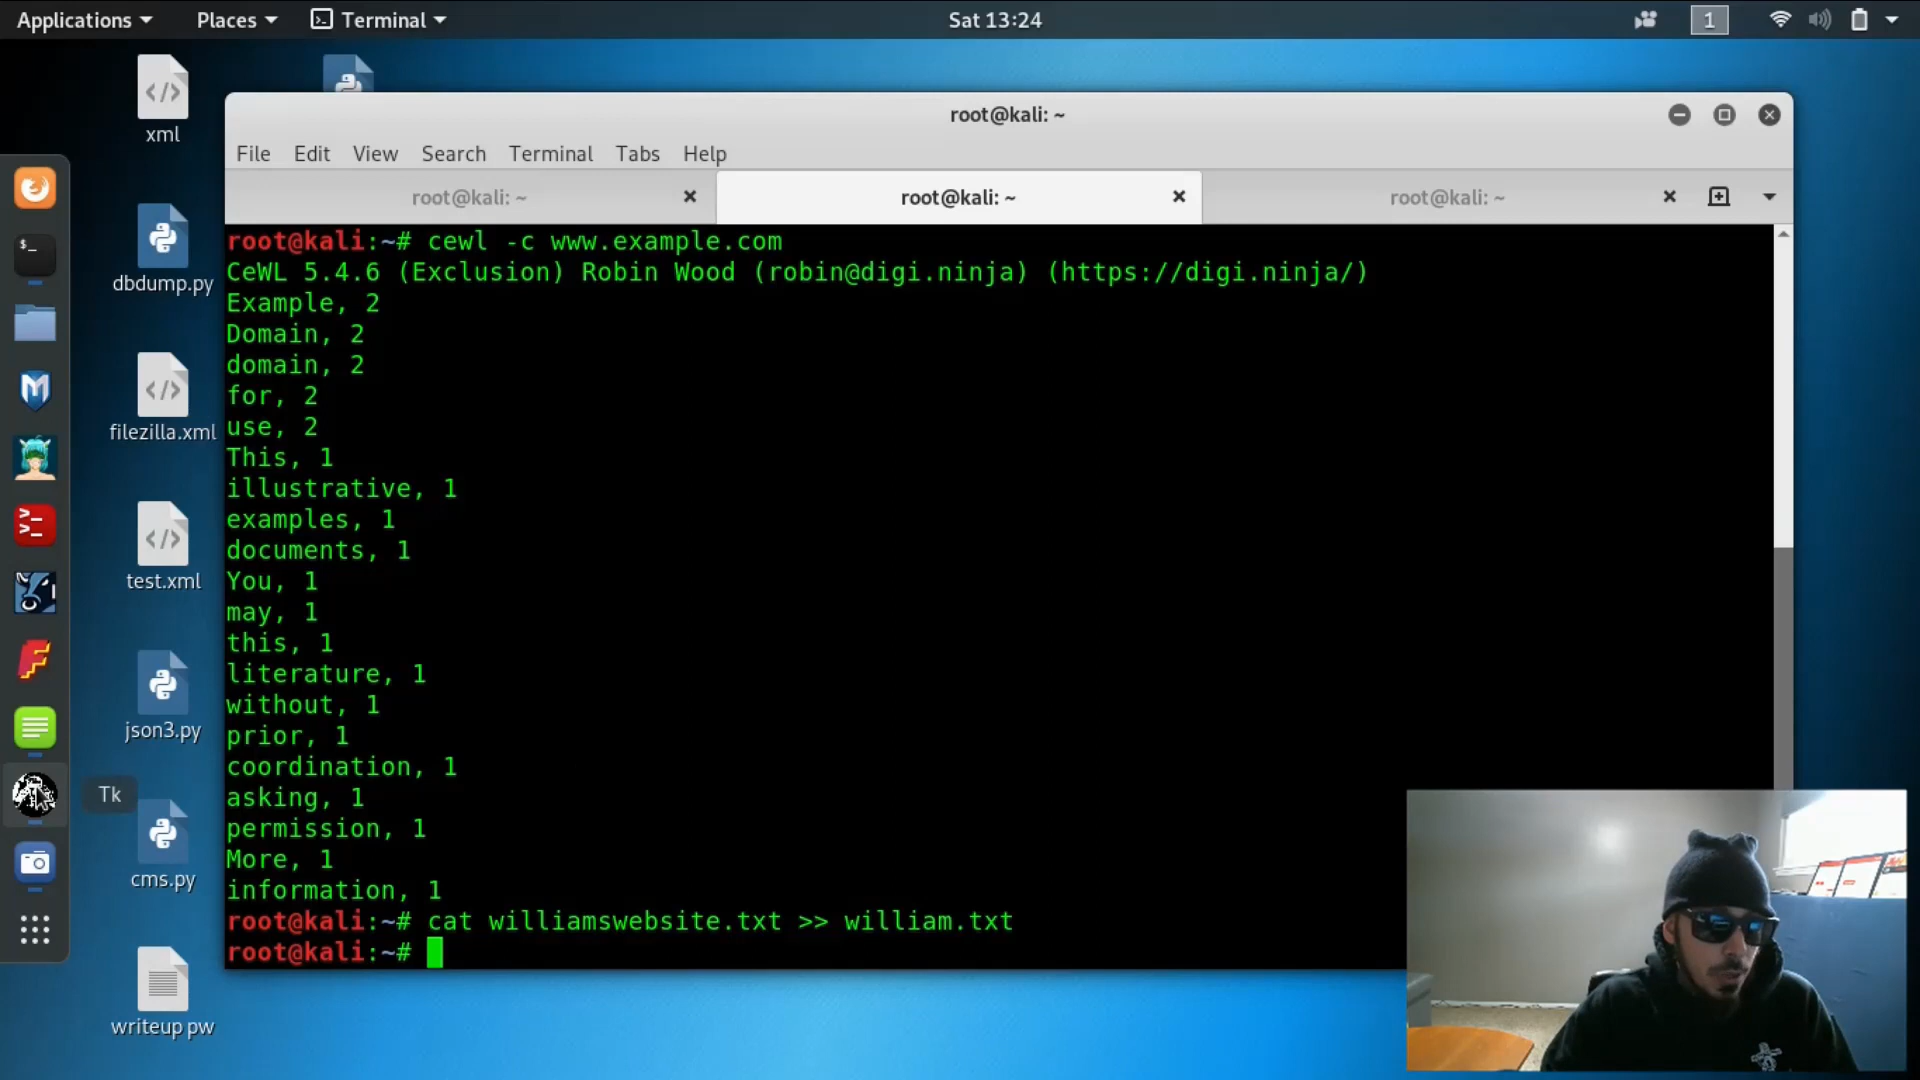 Applications
Places
Terminal
Sat 13:24
1
xml
dbdump.py
filezilla.xml
test.xml
json3.py
Tk
cms.py
writeup pw
root@kali: ~
File Edit View Search Terminal Tabs Help
root@kali: ~
root@kali: ~
root@kali: ~
root@kali:~# cewl -c www.example.com
CeWL 5.4.6 (Exclusion) Robin Wood (robin@digi.ninja) (https://digi.ninja/)
Example, 2
Domain, 2
domain, 2
for, 2
use, 2
This, 1
illustrative, 1
examples, 1
documents, 1
You, 1
may, 1
this, 1
literature, 1
without, 1
prior, 1
coordination, 1
asking, 1
permission, 1
More, 1
information, 1
root@kali:~# cat williamswebsite.txt >> william.txt
root@kali:~#